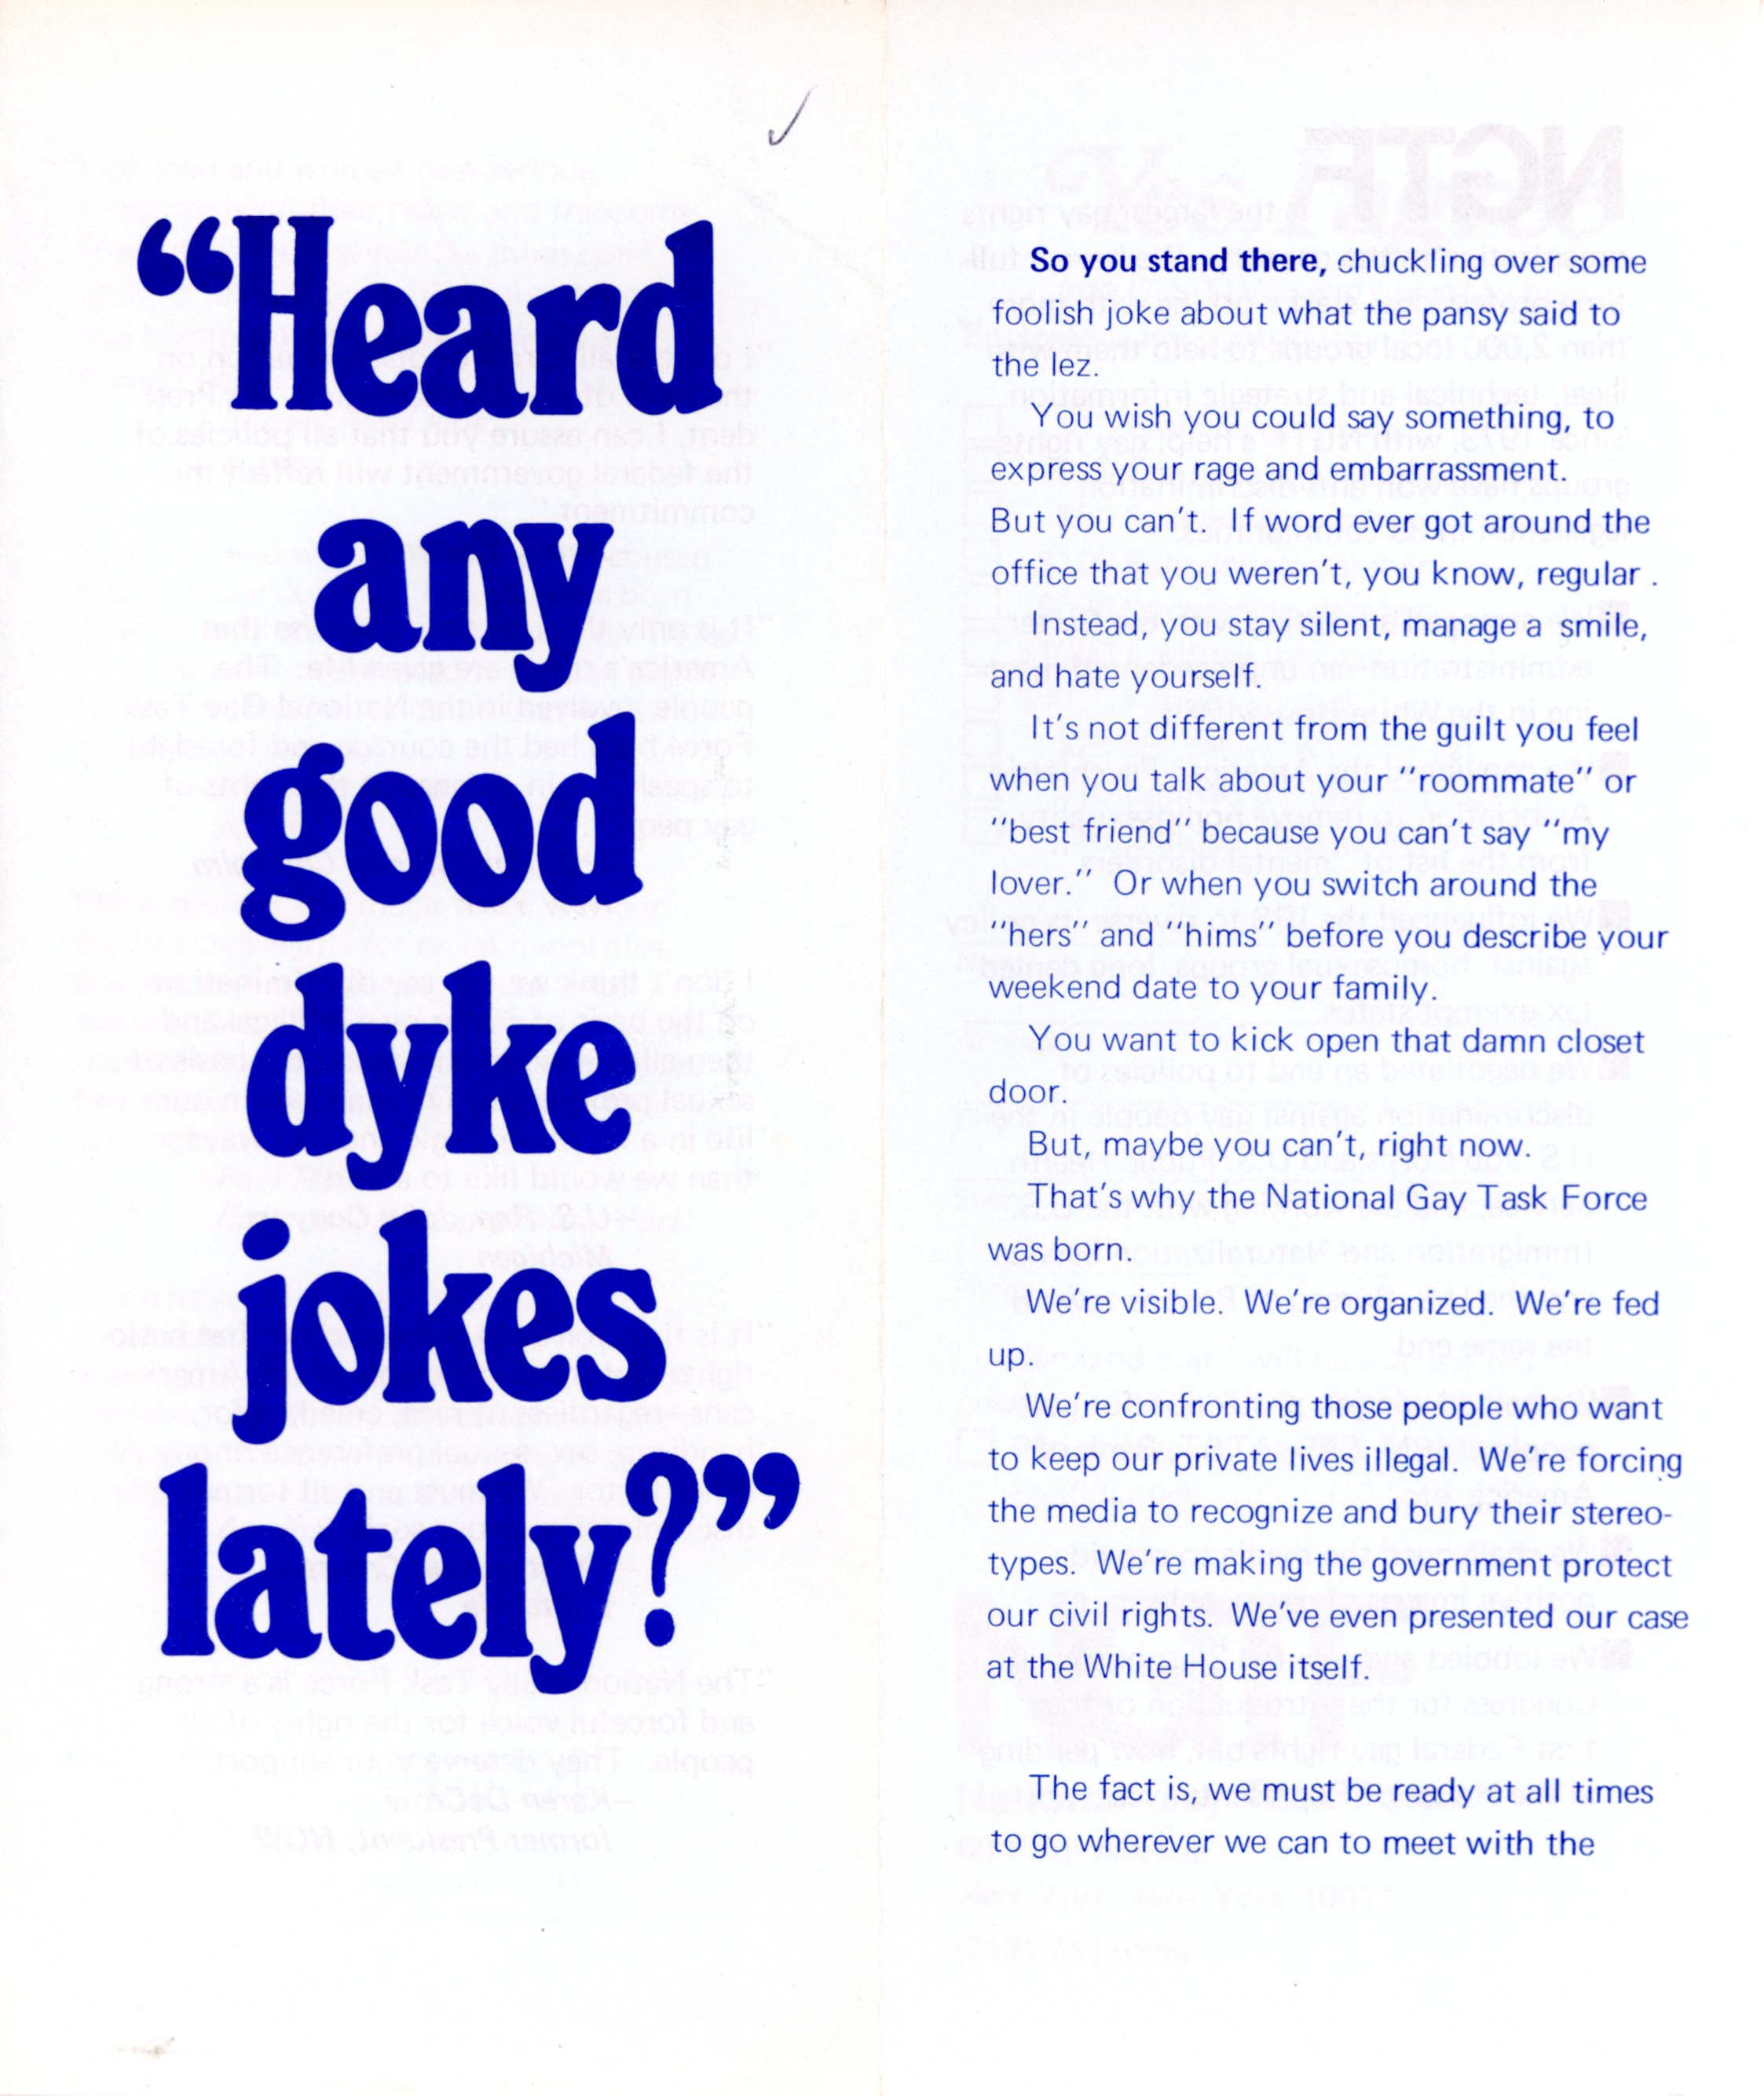 “Heard
any
good
dyke
jokes
lately?”
So you stand there, chuckling over some
foolish joke about what the pansy said to
the lez.
You wish you could say something, to
express your rage and embarrassment.
But you can't. If word ever got around the
office that you weren't, you know, regular .
Instead, you stay silent, manage a smile,
and hate yourself.
It's not different from the guilt you feel
when you talk about your "roommate" or
"best friend" because you can't say "my
lover." Or when you switch around the
"hers" and "hims" before you describe your
weekend date to your family.
You want to kick open that damn closet
door.
But, maybe you can't, right now.
That's why the National Gay Task Force
was born.
We're visible. We're organized. We're fed
up.
We're confronting those people who want
to keep our private lives illegal. We're forcing
the media to recognize and bury their stereo-
types. We're making the government protect
our civil rights. We've even presented our case
at the White House itself.
The fact is, we must be ready at all times
to go wherever we can to meet with the